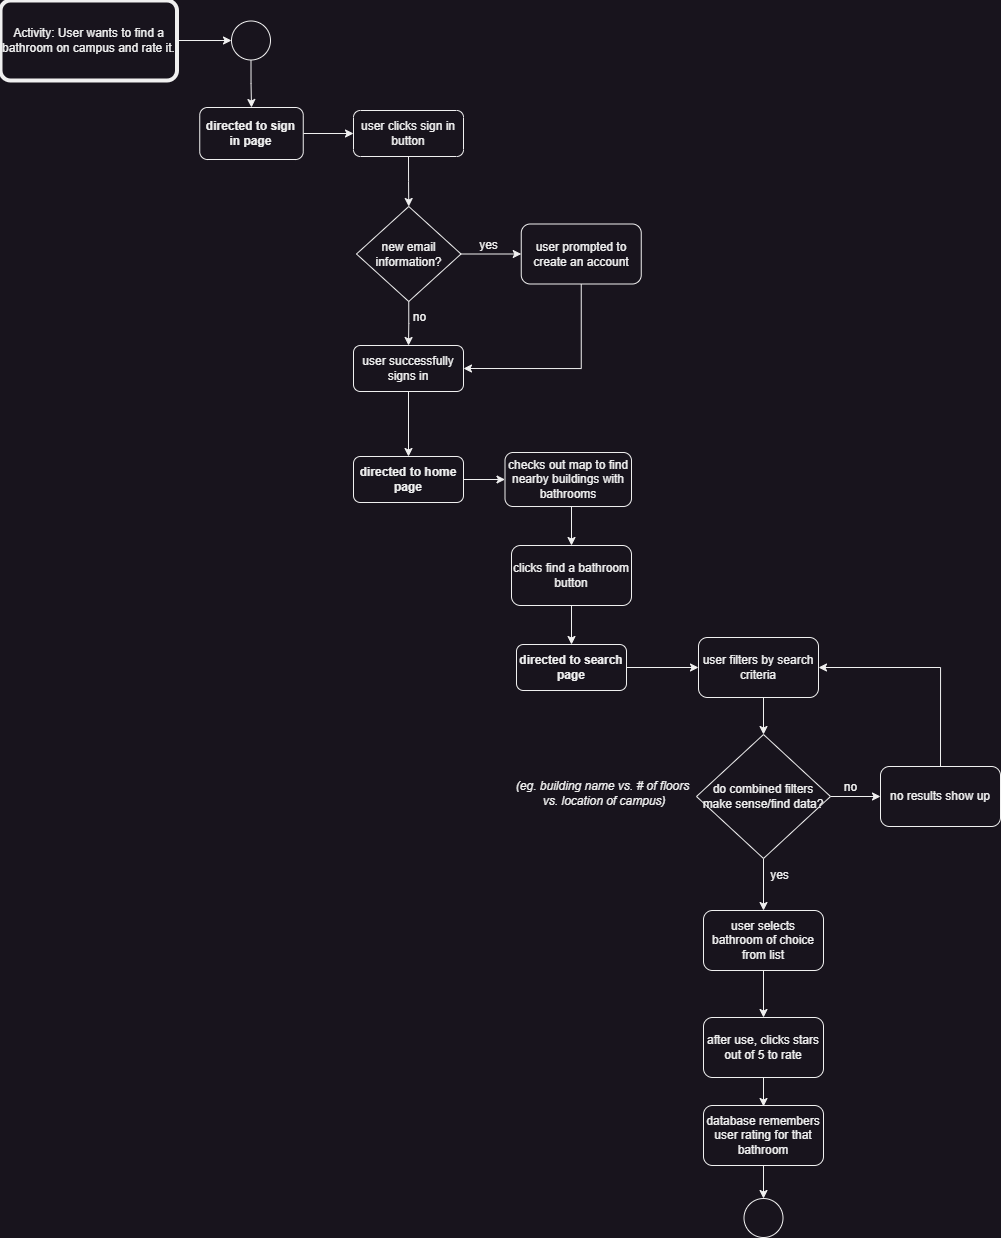 Activity: User wants to find a
bathroom on campus and rate it.
directed to sign
in page
user clicks sign in
button
new email
information?
yes
user prompted to
create an account
no
user successfully
signs in
directed to home
page
checks out map to find
nearby buildings with
bathrooms
clicks find a bathroom
button
directed to search
page
user filters by search
criteria
(eg. building name vs. # of floors
vs. location of campus)
do combined filters
make sense/find data?
no
no results show up
yes
user selects
bathroom of choice
from list
after use, clicks stars
out of 5 to rate
database remembers
user rating for that
bathroom